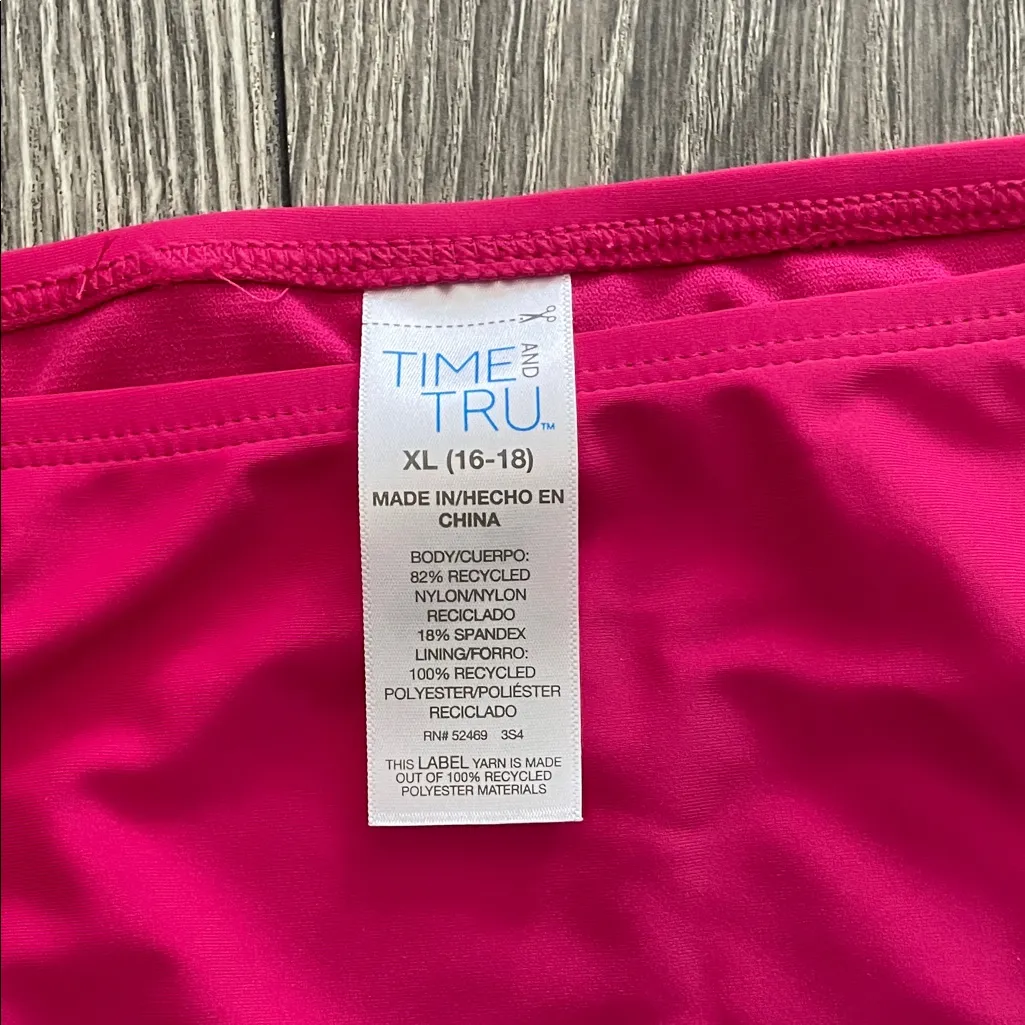 TIME AND
TRU™
XL (16-18)
MADE IN/HECHO EN
CHINA
BODY/CUERPO:
82% RECYCLED
NYLON/NYLON
RECICLADO
18% SPANDEX
LINING/FORRO:
100% RECYCLED
POLYESTER/POLIÉSTER
RECICLADO
RN# 52469 3S4
THIS LABEL YARN IS MADE
OUT OF 100% RECYCLED
POLYESTER MATERIALS